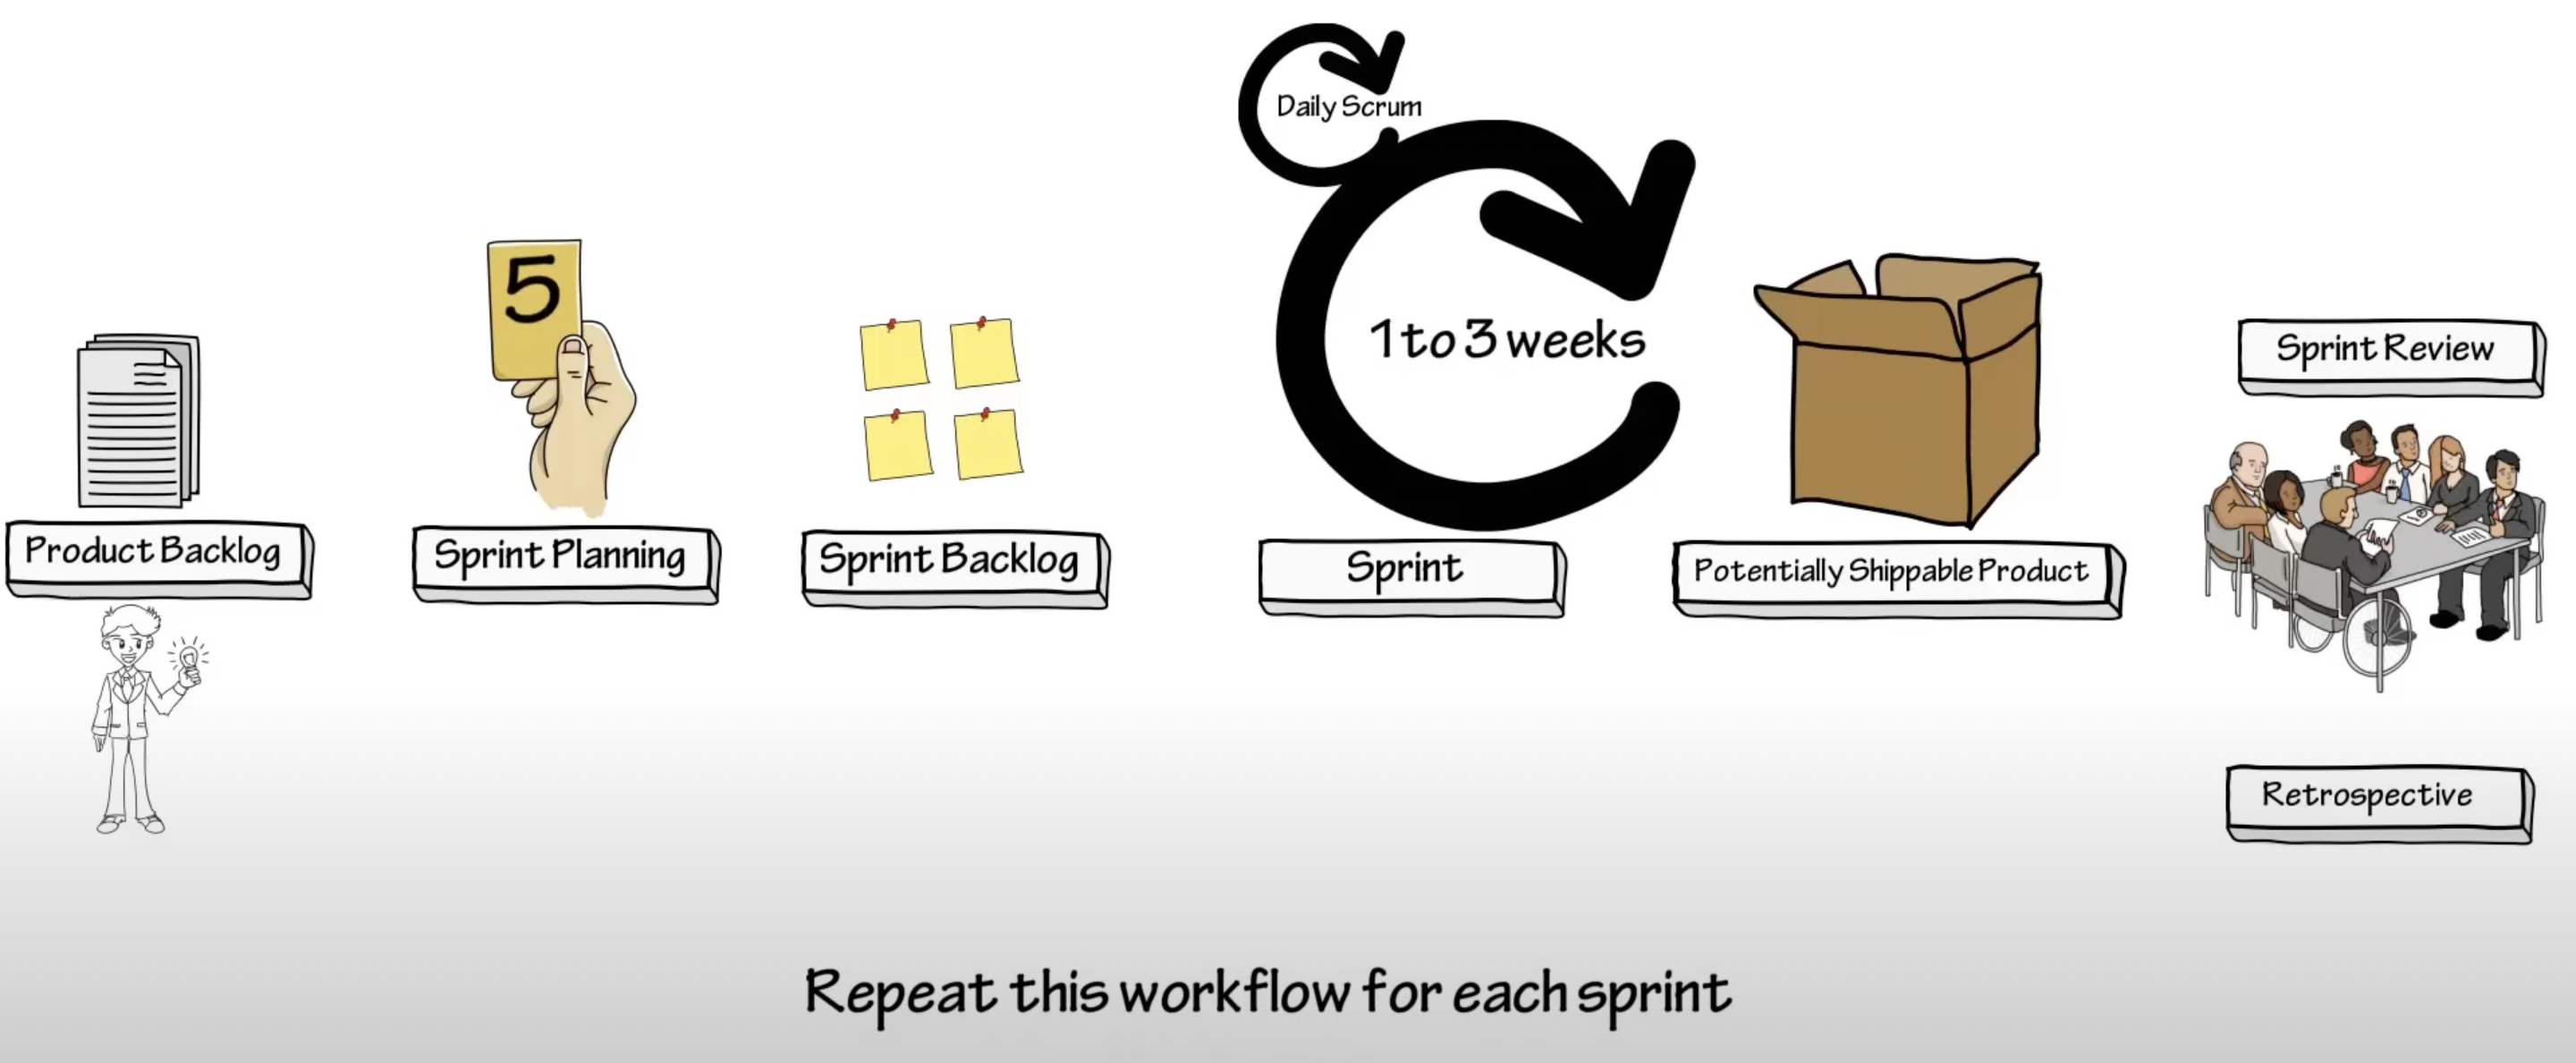 Daily Scrum
5
1 to 3 weeks
Sprint Review
Product Backlog
Sprint Planning
Sprint Backlog
Sprint
Potentially Shippable Product
Retrospective
Repeat this workflow for each sprint